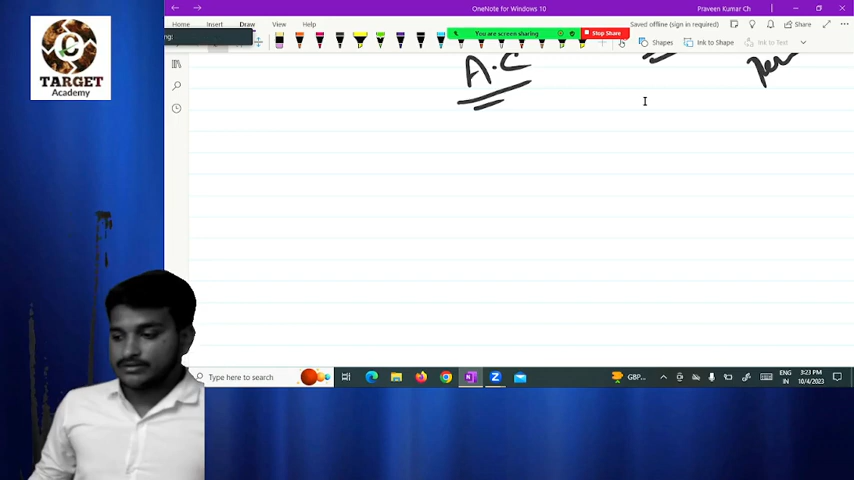 OneNote for Windows 10
Praveen Kumar Ch
Home Insert Draw View Help
Saved offline (sign in required)
Share
You are screen sharing
Stop Share
Shapes
Ink to Shape
Ink to Text
TARGET
Academy
A.C
Type here to search
GBP...
ENG
IN
3:23 PM
10/4/2023